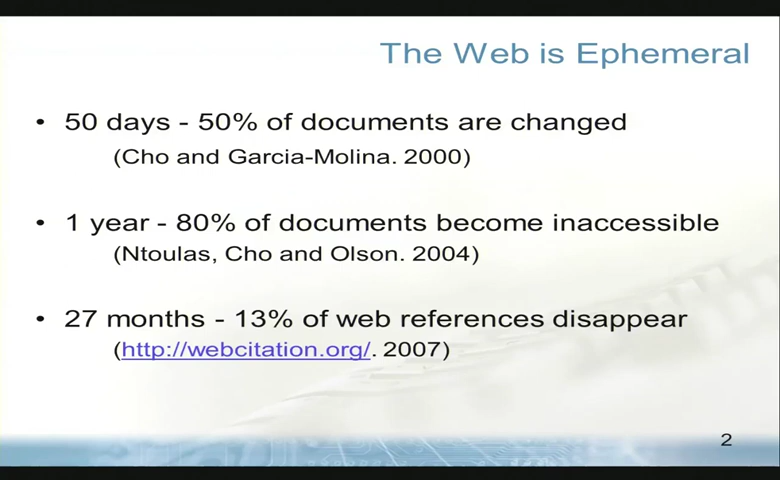 The Web is Ephemeral
• 50 days - 50% of documents are changed
(Cho and Garcia-Molina. 2000)
• 1 year - 80% of documents become inaccessible
(Ntoulas, Cho and Olson. 2004)
• 27 months - 13% of web references disappear
(http://webcitation.org/. 2007)
2